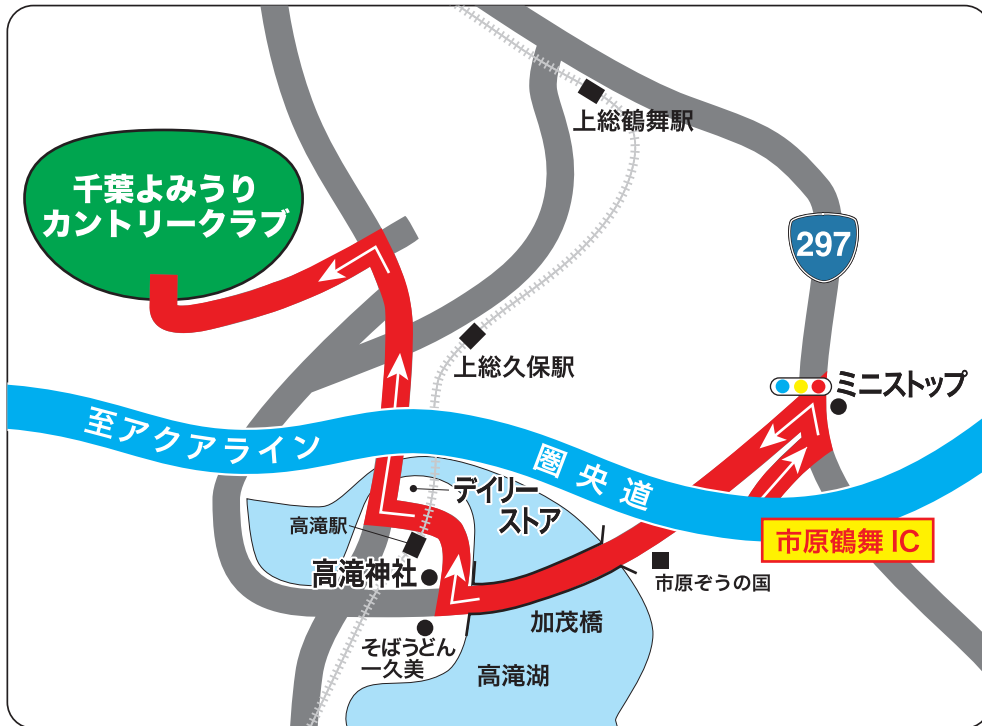 上総鶴舞駅
千葉よみうり
カントリークラブ
297
上総久保駅
ミニストップ
至アクアライン
圏央道
デイリー
ストア
高滝駅
市原鶴舞 IC
高滝神社
市原ぞうの国
加茂橋
そばうどん
一久美
高滝湖